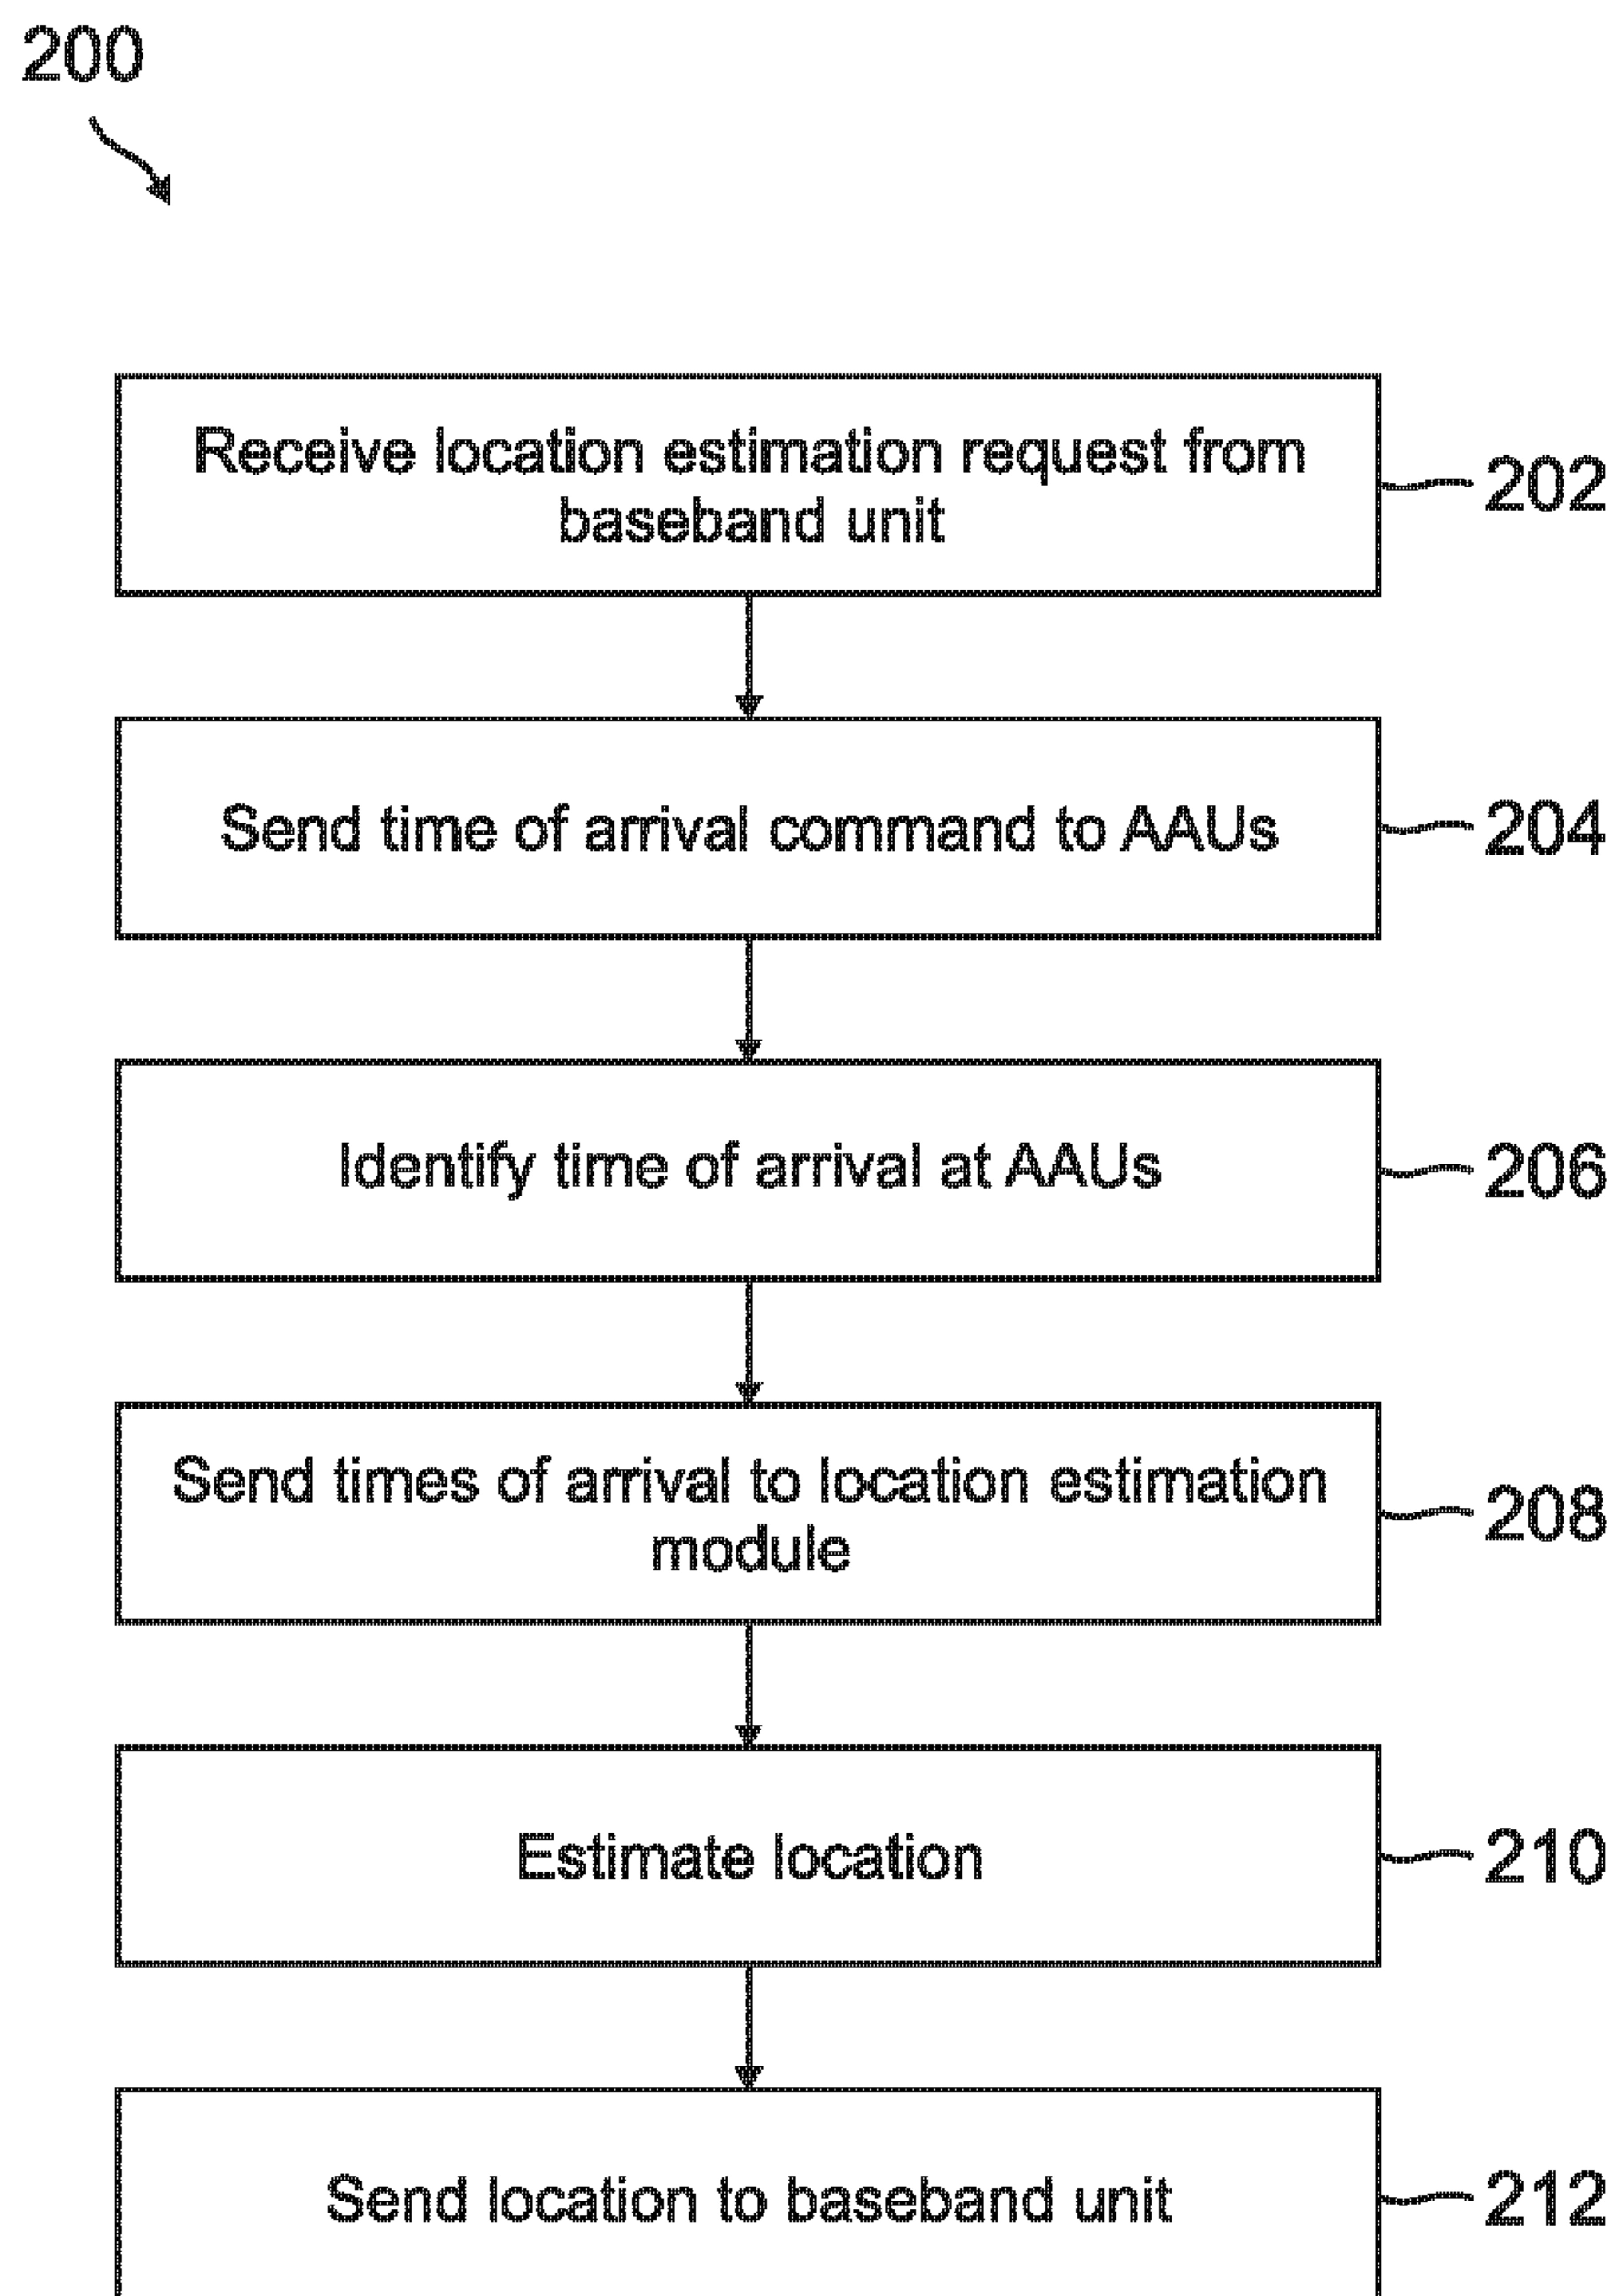 200
Receive location estimation request from
baseband unit
202
Send time of arrival command to AAUs
204
Identify time of arrival at AAUs
206
Send times of arrival to location estimation
module
208
Estimate location
210
Send location to baseband unit
212